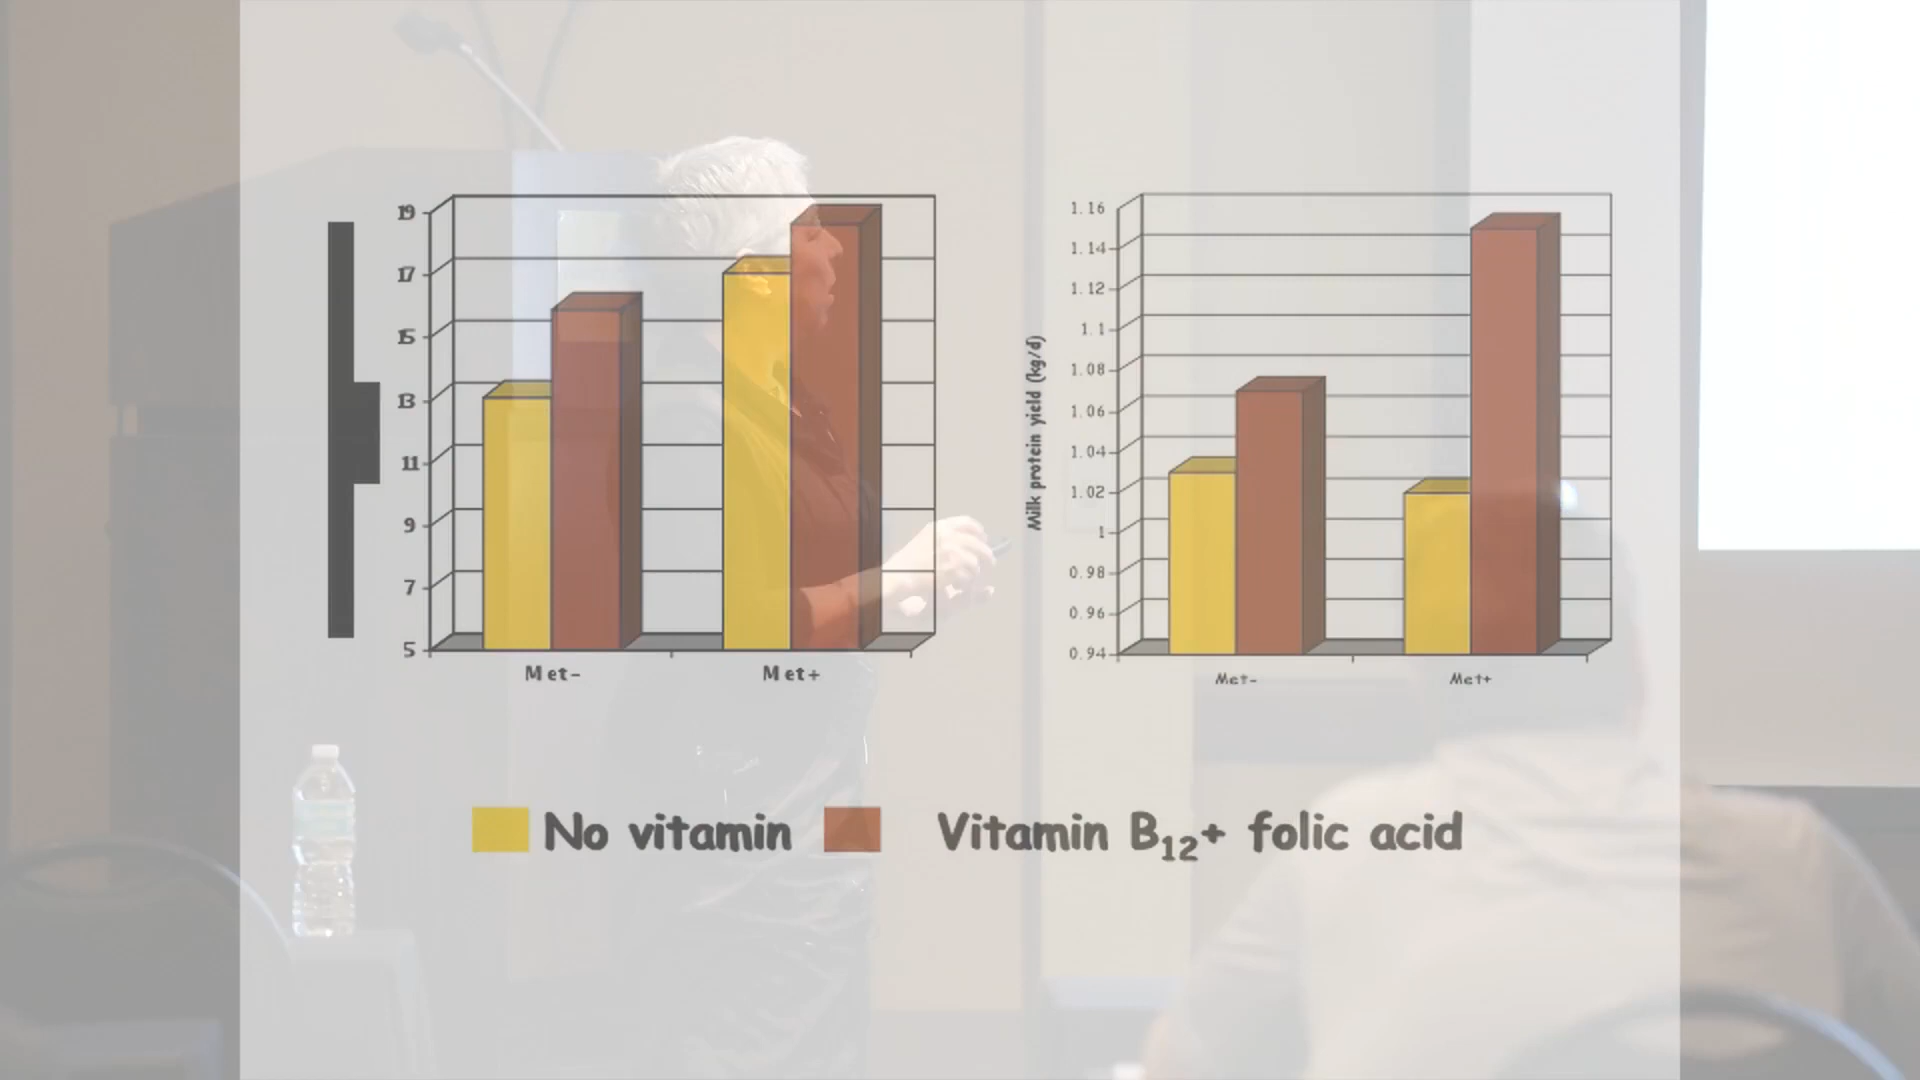 19
17
15
13
11
9
7
5
Met-
Met+
Milk protein yield (kg/d)
1.16
1.14
1.12
1.1
1.08
1.06
1.04
1.02
1
0.98
0.96
0.94
Met-
Met+
No vitamin
Vitamin B₁₂+ folic acid